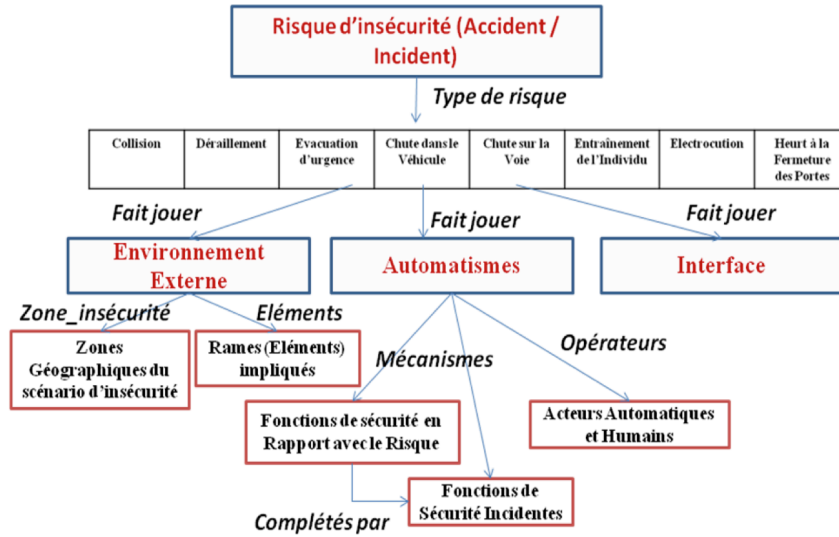 Risque d'insécurité (Accident /
Incident)
Type de risque
Collision
Déraillement
Evacuation
d'urgence
Chute dans le
Véhicule
Chute sur la
Voie
Entraînement
de l'Individu
Electrocution
Heurt à la
Fermeture
des Portes
Fait jouer
Fait jouer
Fait jouer
Environnement
Externe
Automatismes
Interface
Zone_insécurité
Eléments
Zones
Géographiques du
scénario d'insécurité
Rames (Eléments)
impliqués
Mécanismes
Opérateurs
Fonctions de sécurité en
Rapport avec le Risque
Acteurs Automatiques
et Humains
Fonctions de
Sécurité Incidentes
Complétés par